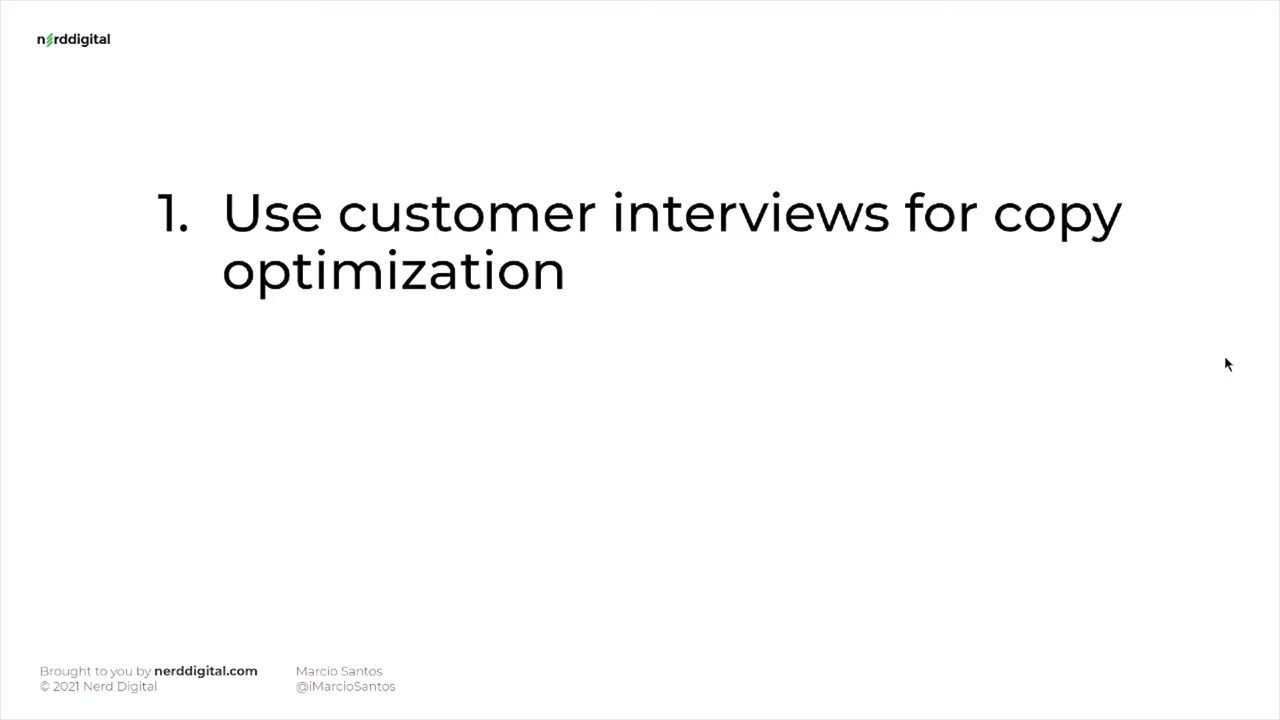 nerddigital
1. Use customer interviews for copy
optimization
Brought to you by nerddigital.com
© 2021 Nerd Digital
Marcio Santos
@iMarcioSantos